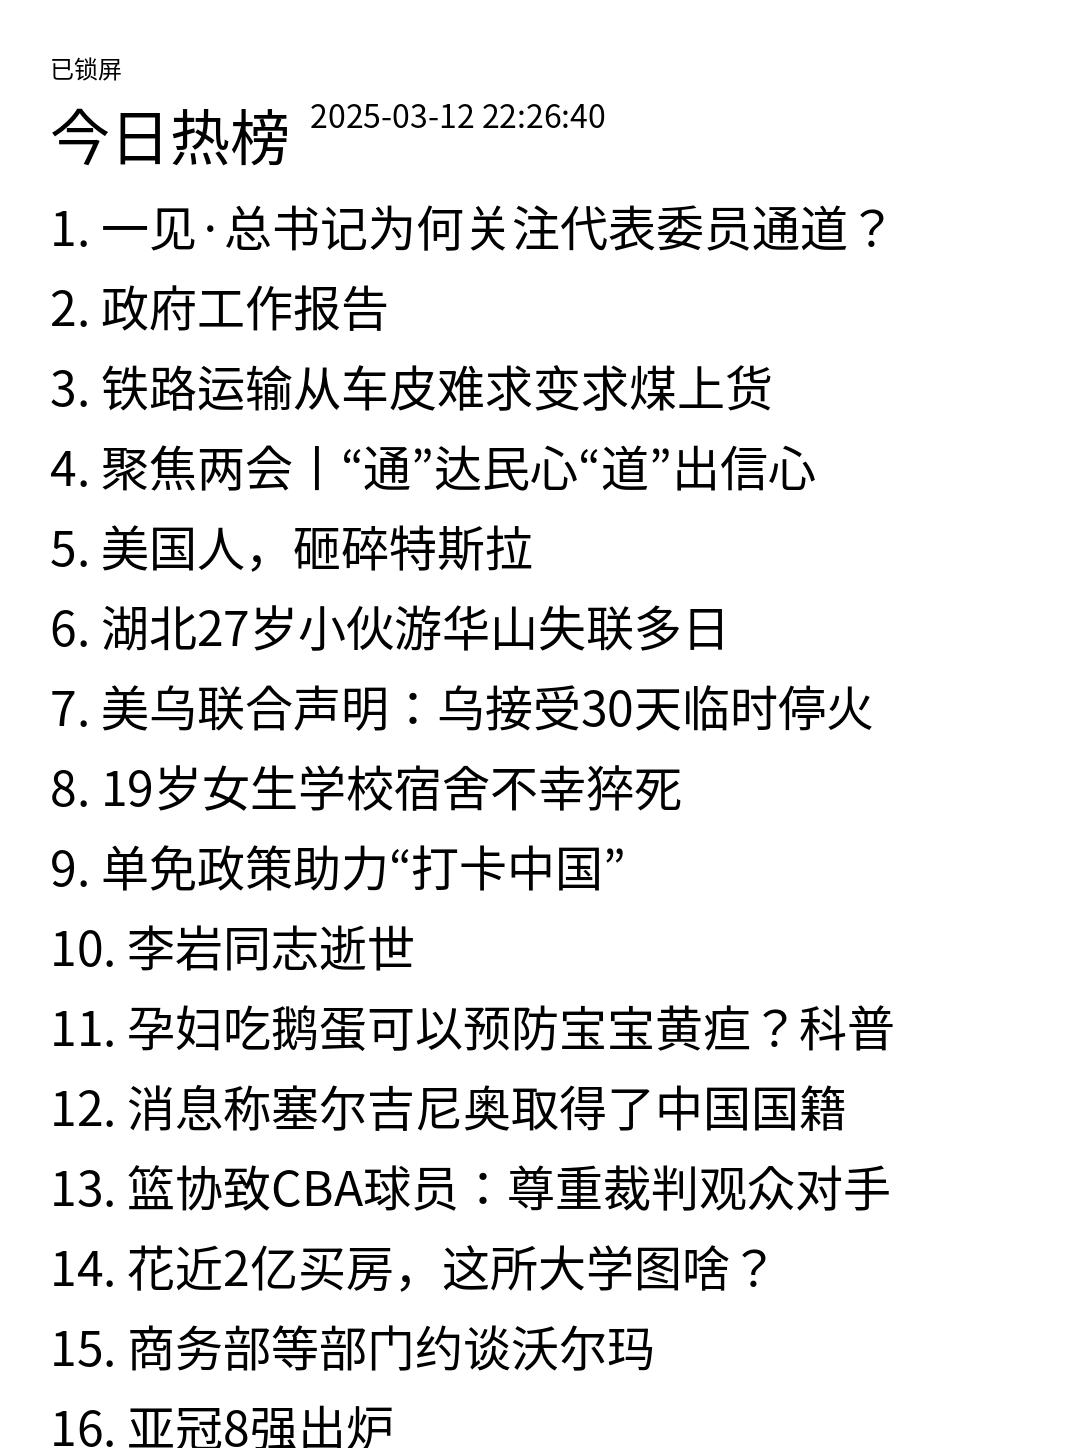 已锁屏
今日热榜 2025-03-12 22:26:40
1. 一见·总书记为何关注代表委员通道？
2. 政府工作报告
3. 铁路运输从车皮难求变求煤上货
4. 聚焦两会丨“通”达民心“道”出信心
5. 美国人，砸碎特斯拉
6. 湖北27岁小伙游华山失联多日
7. 美乌联合声明：乌接受30天临时停火
8. 19岁女生学校宿舍不幸猝死
9. 单免政策助力“打卡中国”
10. 李岩同志逝世
11. 孕妇吃鹅蛋可以预防宝宝黄疸？科普
12. 消息称塞尔吉尼奥取得了中国国籍
13. 篮协致CBA球员：尊重裁判观众对手
14. 花近2亿买房，这所大学图啥？
15. 商务部等部门约谈沃尔玛
16. 亚冠8强出炉